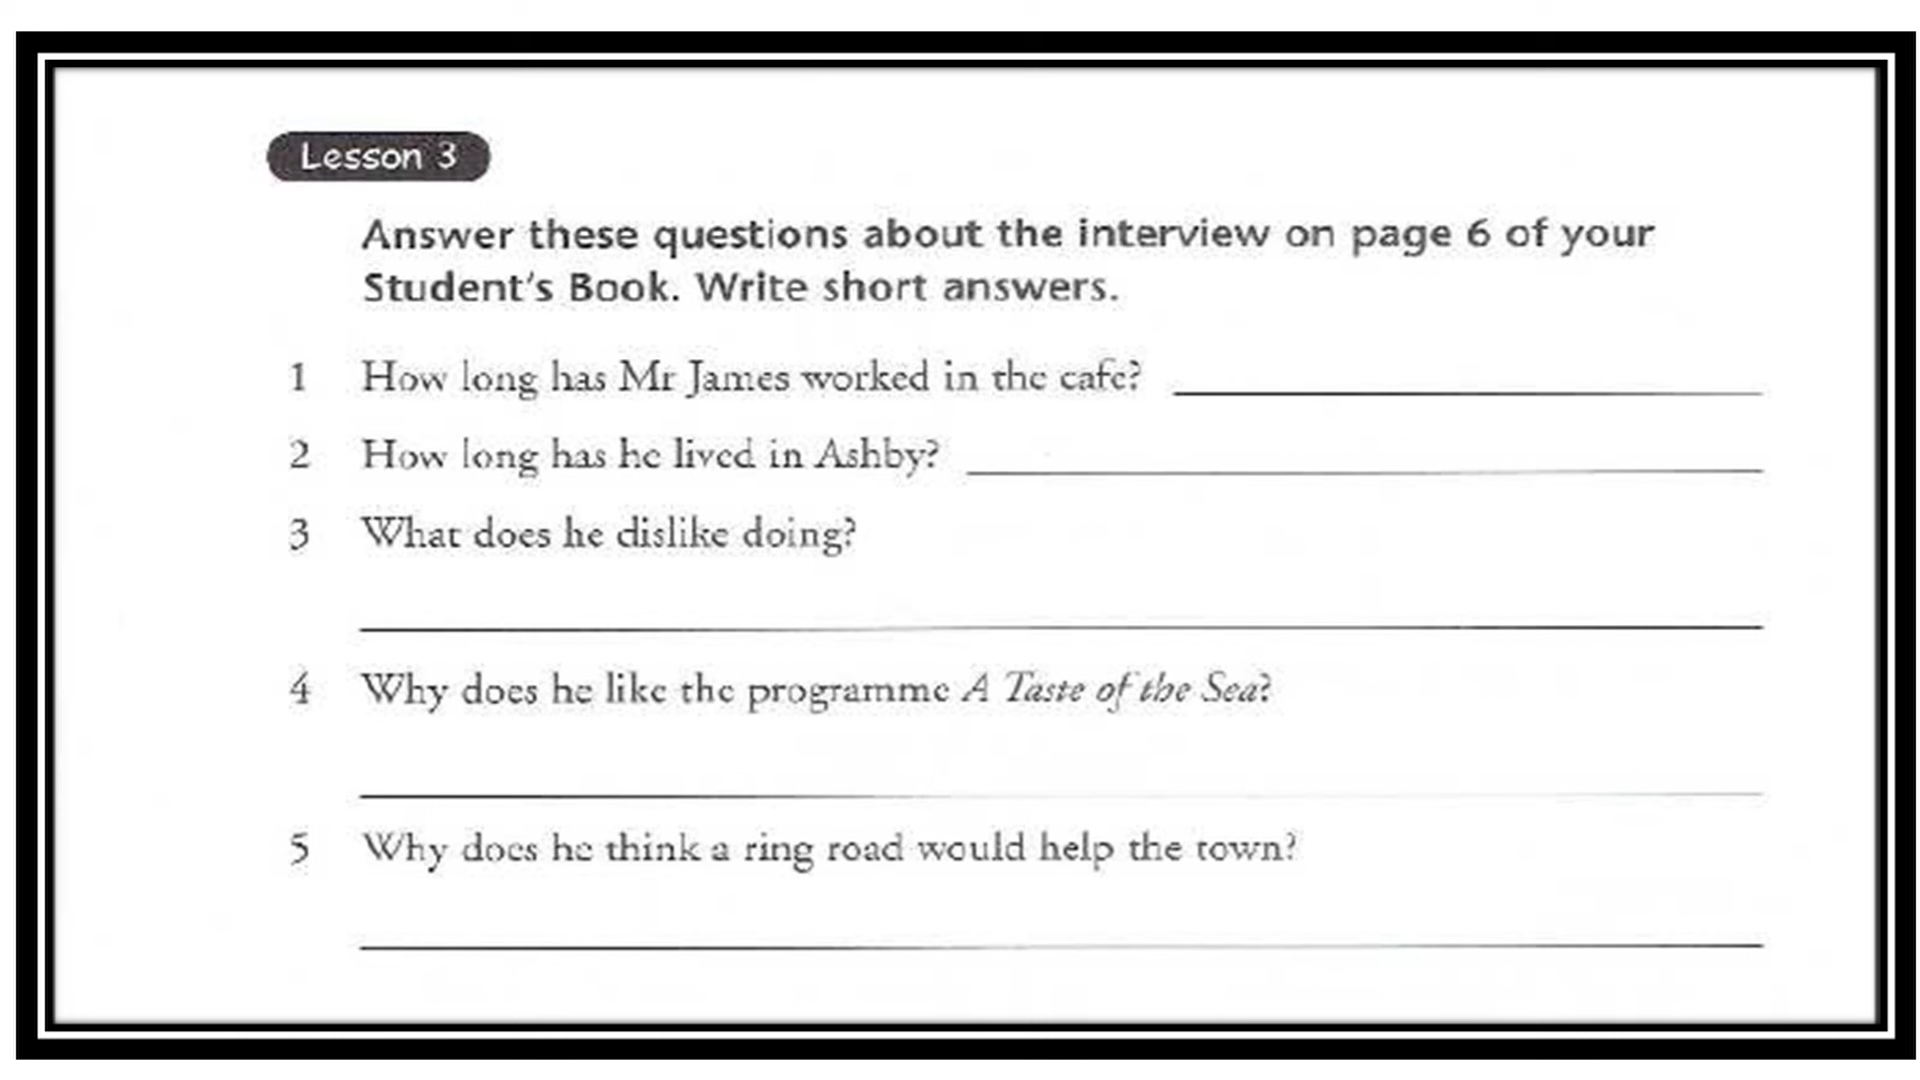 Lesson 3
Answer these questions about the interview on page 6 of your
Student's Book. Write short answers.
1 How long has Mr James worked in the cafe?
2 How long has he lived in Ashby?
3 What does he dislike doing?
4 Why does he like the programme A Taste of the Sea?
5 Why does he think a ring road would help the town?